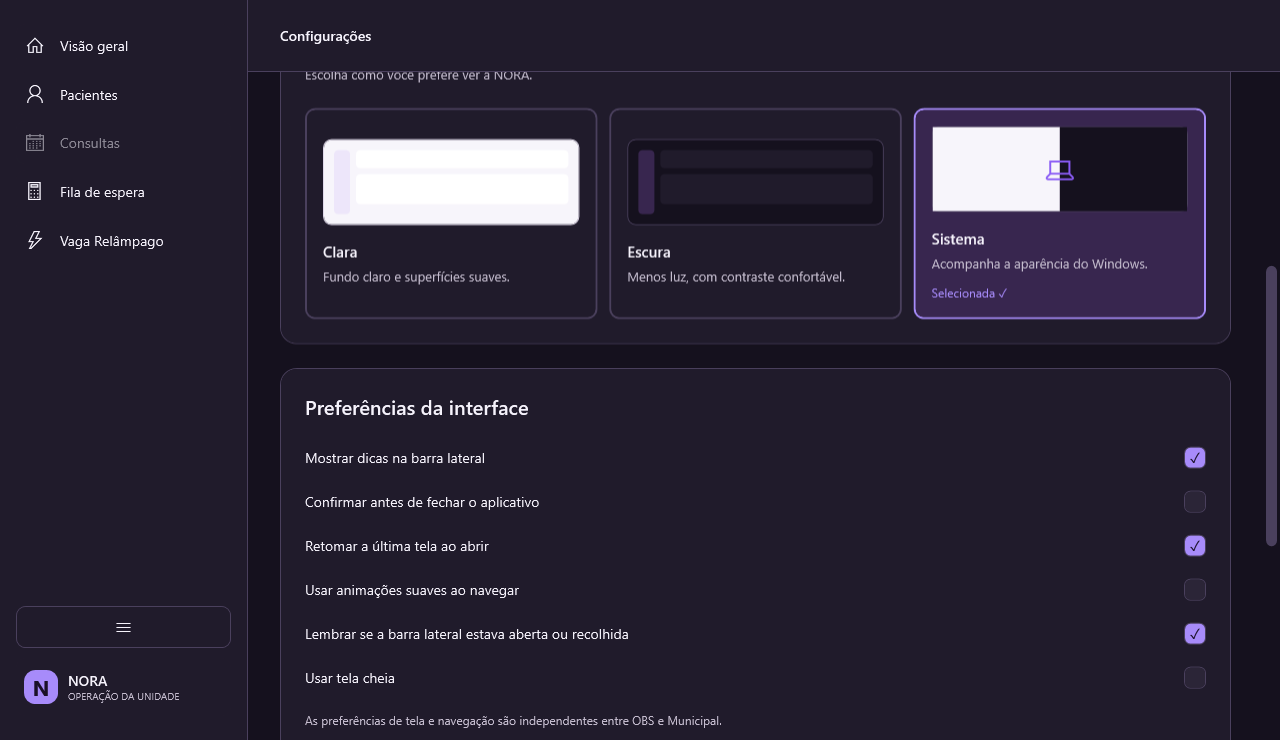 Visão geral
Pacientes
Consultas
Fila de espera
Vaga Relâmpago
N
NORA
OPERAÇÃO DA UNIDADE
Configurações
Escolha como você prefere ver a NORA.
Clara
Fundo claro e superfícies suaves.
Escura
Menos luz, com contraste confortável.
Sistema
Acompanha a aparência do Windows.
Selecionada ✓
Preferências da interface
Mostrar dicas na barra lateral
Confirmar antes de fechar o aplicativo
Retomar a última tela ao abrir
Usar animações suaves ao navegar
Lembrar se a barra lateral estava aberta ou recolhida
Usar tela cheia
As preferências de tela e navegação são independentes entre OBS e Municipal.